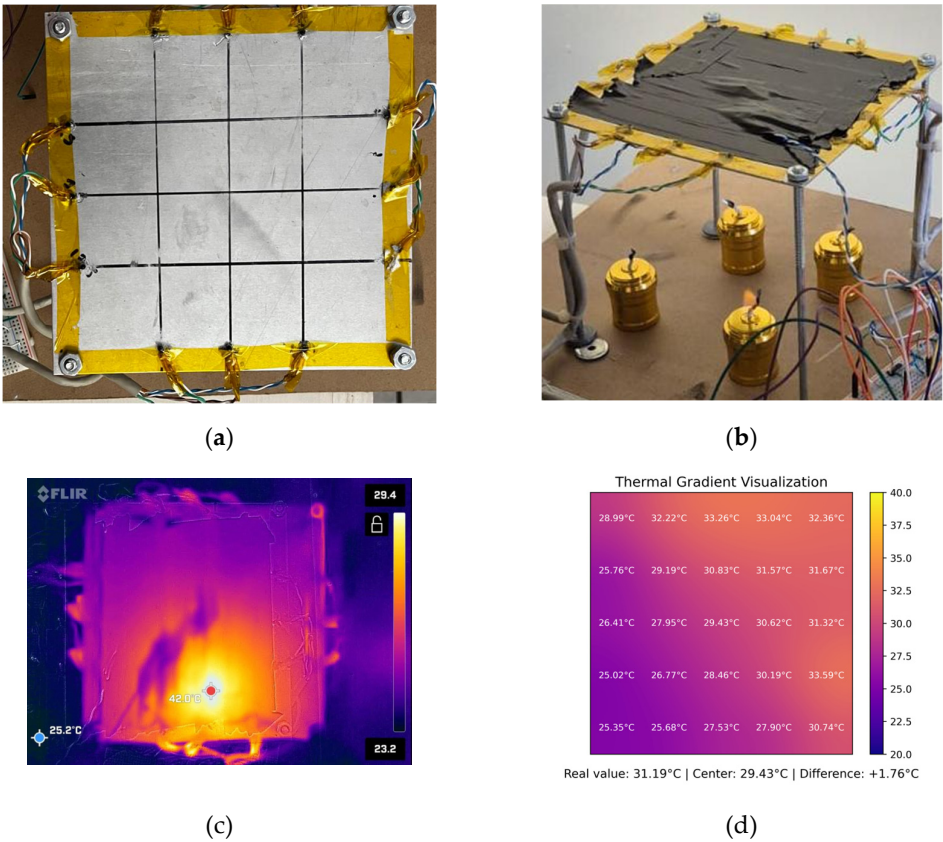 (a)
(b)
FLIR
29.4
42.0°C
25.2°C
23.2
(c)
Thermal Gradient Visualization
28.99°C 32.22°C 33.26°C 33.04°C 32.36°C
25.76°C 29.19°C 30.83°C 31.57°C 31.67°C
26.41°C 27.95°C 29.43°C 30.62°C 31.32°C
25.02°C 26.77°C 28.46°C 30.19°C 33.59°C
25.35°C 25.68°C 27.53°C 27.90°C 30.74°C
40.0
37.5
35.0
32.5
30.0
27.5
25.0
22.5
20.0
Real value: 31.19°C | Center: 29.43°C | Difference: +1.76°C
(d)